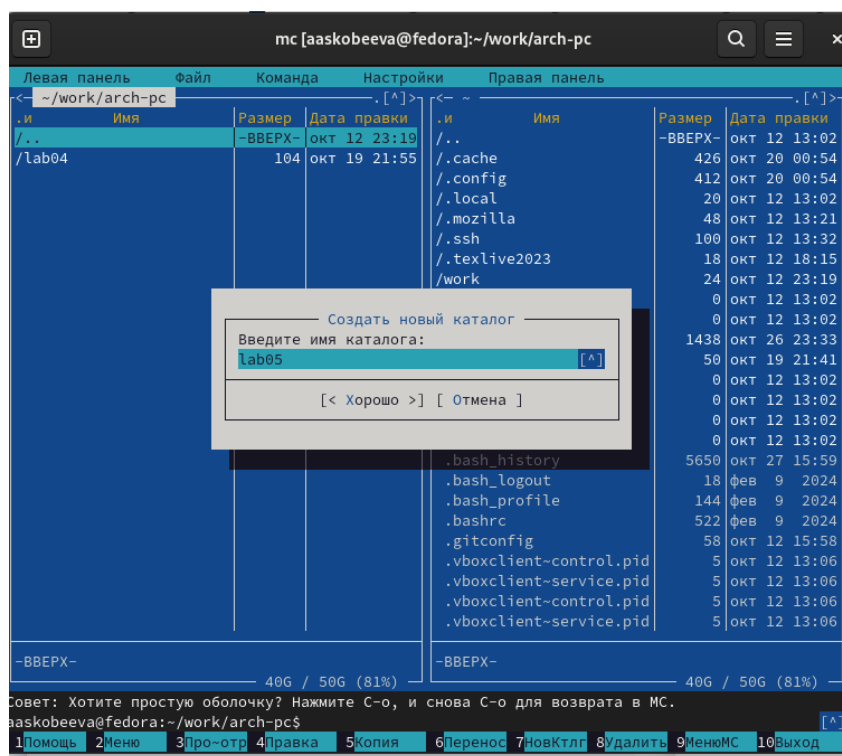 mc [aaskobeeva@fedora]:~/work/arch-pc
Левая панель Файл Команда Настройки Правая панель
<— ~/work/arch-pc .[^]> <— ~ .[^]>
.и Имя Размер Дата правки .и Имя Размер Дата правки
/.. -ВВЕРХ- окт 12 23:19 /.. -ВВЕРХ- окт 12 13:02
/lab04 104 окт 19 21:55 /.cache 426 окт 20 00:54
/.config 412 окт 20 00:54
/.local 20 окт 12 13:02
/.mozilla 48 окт 12 13:21
/.ssh 100 окт 12 13:32
/.texlive2023 18 окт 12 18:15
/work 24 окт 12 23:19
0 окт 12 13:02
Создать новый каталог 0 окт 12 13:02
Введите имя каталога: 1438 окт 26 23:33
lab05 [^] 50 окт 19 21:41
0 окт 12 13:02
[< Хорошо >] [ Отмена ] 0 окт 12 13:02
0 окт 12 13:02
0 окт 12 13:02
.bash_history 5650 окт 27 15:59
.bash_logout 18 фев 9 2024
.bash_profile 144 фев 9 2024
.bashrc 522 фев 9 2024
.gitconfig 58 окт 12 15:58
.vboxclient~control.pid 5 окт 12 13:06
.vboxclient~service.pid 5 окт 12 13:06
.vboxclient~control.pid 5 окт 12 13:06
.vboxclient~service.pid 5 окт 12 13:06
-ВВЕРХ- -ВВЕРХ-
40G / 50G (81%) 40G / 50G (81%)
Совет: Хотите простую оболочку? Нажмите C-o, и снова C-o для возврата в MC.
aaskobeeva@fedora:~/work/arch-pc$ [^]
1Помощь 2Меню 3Про~отр 4Правка 5Копия 6Перенос 7НовКтлг 8Удалить 9МенюMC 10Выход